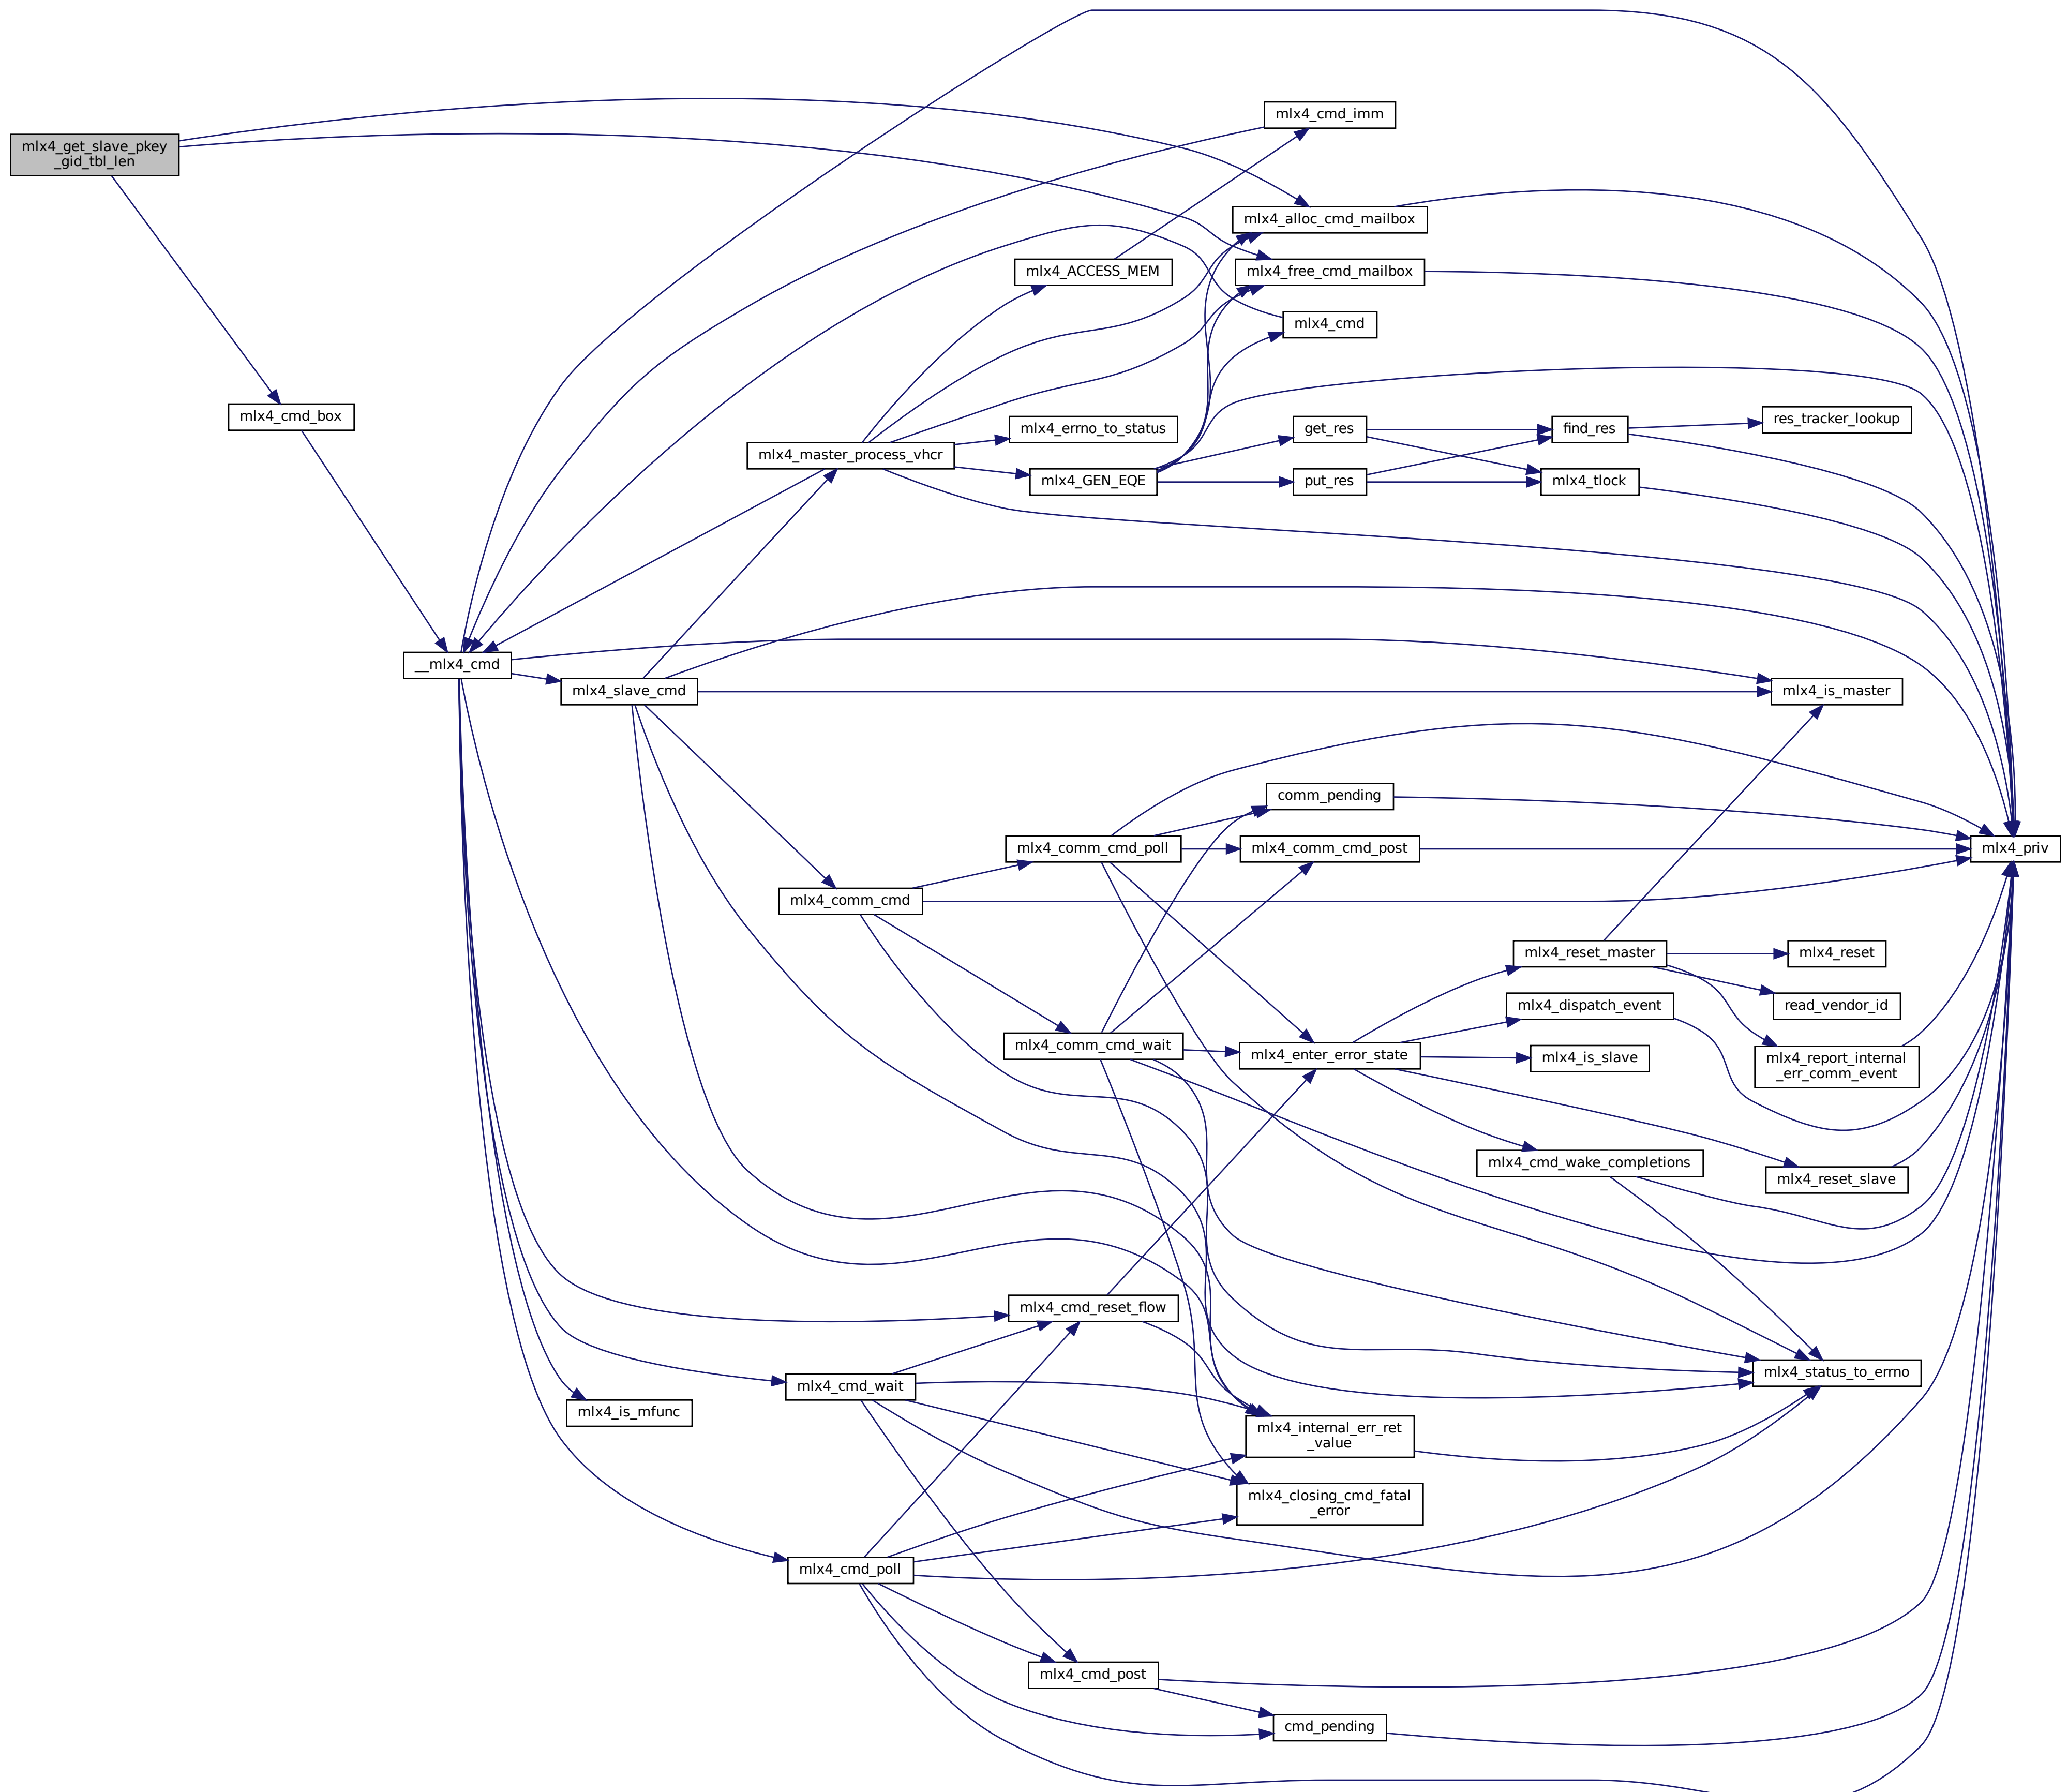 mlx4_get_slave_pkey
_gid_tbl_len
mlx4_cmd_box
__mlx4_cmd
mlx4_slave_cmd
mlx4_is_mfunc
mlx4_master_process_vhcr
mlx4_comm_cmd
mlx4_cmd_wait
mlx4_cmd_poll
mlx4_ACCESS_MEM
mlx4_errno_to_status
mlx4_GEN_EQE
mlx4_comm_cmd_poll
mlx4_comm_cmd_wait
mlx4_cmd_reset_flow
mlx4_cmd_post
mlx4_cmd_imm
mlx4_alloc_cmd_mailbox
mlx4_free_cmd_mailbox
mlx4_cmd
get_res
put_res
comm_pending
mlx4_comm_cmd_post
mlx4_enter_error_state
mlx4_internal_err_ret
_value
mlx4_closing_cmd_fatal
_error
cmd_pending
find_res
mlx4_tlock
mlx4_reset_master
mlx4_dispatch_event
mlx4_is_slave
mlx4_cmd_wake_completions
res_tracker_lookup
mlx4_is_master
mlx4_reset
read_vendor_id
mlx4_report_internal
_err_comm_event
mlx4_reset_slave
mlx4_status_to_errno
mlx4_priv